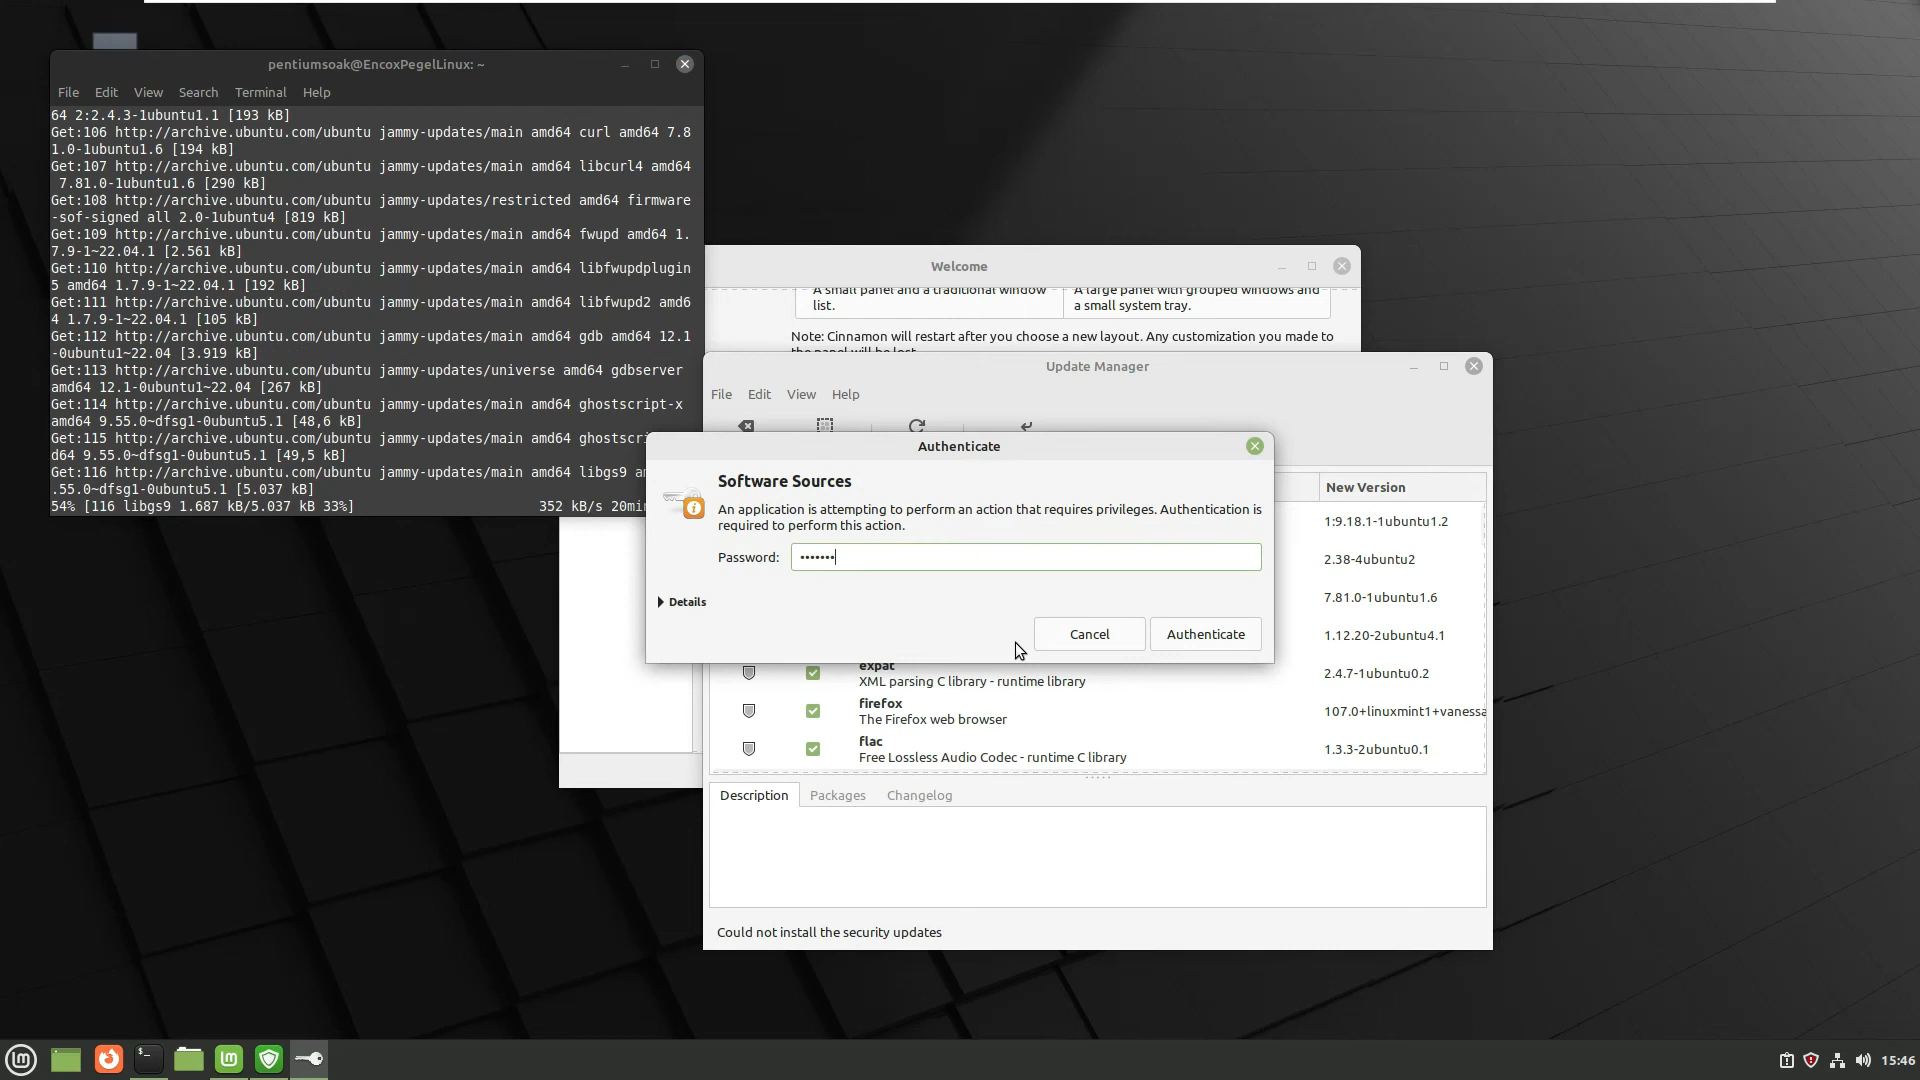 pentiumsoak@EncoxPegelLinux: ~
File Edit View Search Terminal Help
64 2:2.4.3-1ubuntu1.1 [193 kB]
Get:106 http://archive.ubuntu.com/ubuntu jammy-updates/main amd64 curl amd64 7.8
1.0-1ubuntu1.6 [194 kB]
Get:107 http://archive.ubuntu.com/ubuntu jammy-updates/main amd64 libcurl4 amd64
7.81.0-1ubuntu1.6 [290 kB]
Get:108 http://archive.ubuntu.com/ubuntu jammy-updates/restricted amd64 firmware
-sof-signed all 2.0-1ubuntu4 [819 kB]
Get:109 http://archive.ubuntu.com/ubuntu jammy-updates/main amd64 fwupd amd64 1.
7.9-1~22.04.1 [2.561 kB]
Get:110 http://archive.ubuntu.com/ubuntu jammy-updates/main amd64 libfwupdplugin
5 amd64 1.7.9-1~22.04.1 [192 kB]
Get:111 http://archive.ubuntu.com/ubuntu jammy-updates/main amd64 libfwupd2 amd6
4 1.7.9-1~22.04.1 [105 kB]
Get:112 http://archive.ubuntu.com/ubuntu jammy-updates/main amd64 gdb amd64 12.1
-0ubuntu1~22.04 [3.919 kB]
Get:113 http://archive.ubuntu.com/ubuntu jammy-updates/universe amd64 gdbserver
amd64 12.1-0ubuntu1~22.04 [267 kB]
Get:114 http://archive.ubuntu.com/ubuntu jammy-updates/main amd64 ghostscript-x
amd64 9.55.0~dfsg1-0ubuntu5.1 [48,6 kB]
Get:115 http://archive.ubuntu.com/ubuntu jammy-updates/main amd64 ghostscri
d64 9.55.0~dfsg1-0ubuntu5.1 [49,5 kB]
Get:116 http://archive.ubuntu.com/ubuntu jammy-updates/main amd64 libgs9 am
.55.0~dfsg1-0ubuntu5.1 [5.037 kB]
54% [116 libgs9 1.687 kB/5.037 kB 33%] 352 kB/s 20min
Welcome
A small panel and a traditional window
list.
A large panel with grouped windows and
a small system tray.
Note: Cinnamon will restart after you choose a new layout. Any customization you made to
the panel will be lost
Update Manager
File Edit View Help
Authenticate
Software Sources
An application is attempting to perform an action that requires privileges. Authentication is
required to perform this action.
Password: •••••••
Details
Cancel Authenticate
New Version
1:9.18.1-1ubuntu1.2
2.38-4ubuntu2
7.81.0-1ubuntu1.6
1.12.20-2ubuntu4.1
expat
XML parsing C library - runtime library
2.4.7-1ubuntu0.2
firefox
The Firefox web browser
107.0+linuxmint1+vanessa
flac
Free Lossless Audio Codec - runtime C library
1.3.3-2ubuntu0.1
Description Packages Changelog
Could not install the security updates
15:46